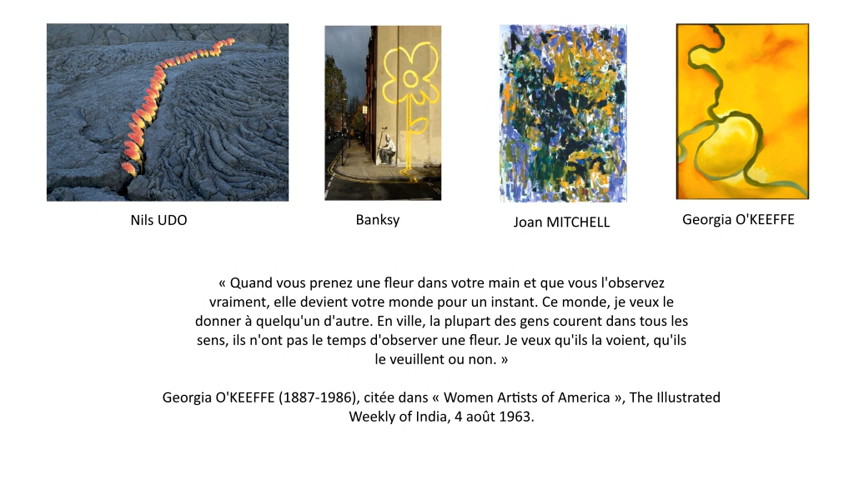 Nils UDO
Banksy
Joan MITCHELL
Georgia O'KEEFFE
« Quand vous prenez une fleur dans votre main et que vous l'observez
vraiment, elle devient votre monde pour un instant. Ce monde, je veux le
donner à quelqu'un d'autre. En ville, la plupart des gens courent dans tous les
sens, ils n'ont pas le temps d'observer une fleur. Je veux qu'ils la voient, qu'ils
le veuillent ou non. »
Georgia O'KEEFFE (1887-1986), citée dans « Women Artists of America », The Illustrated
Weekly of India, 4 août 1963.